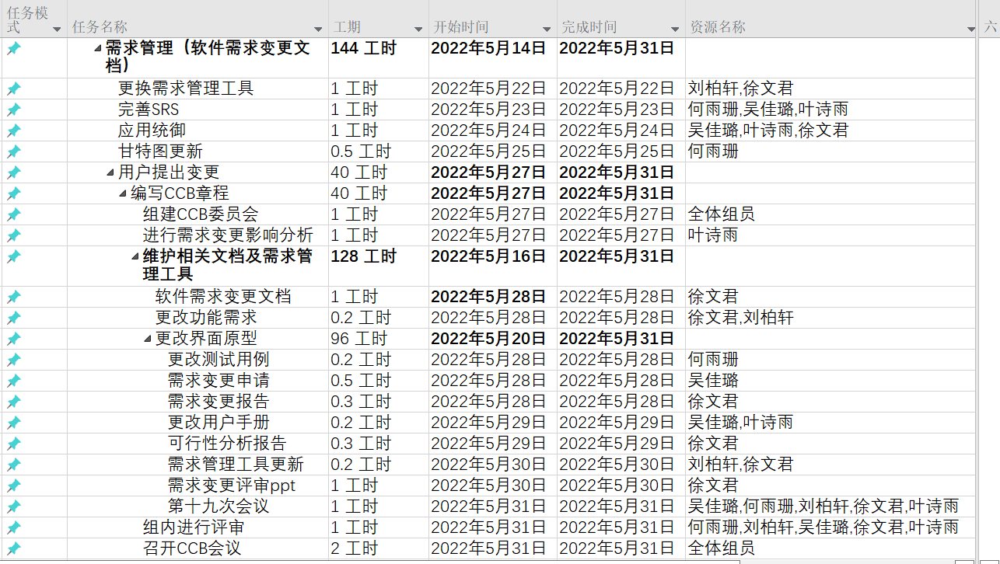 任务模式 任务名称 工期 开始时间 完成时间 资源名称 六
需求管理（软件需求变更文档） 144 工时 2022年5月14日 2022年5月31日
更换需求管理工具 1 工时 2022年5月22日 2022年5月22日 刘柏轩,徐文君
完善SRS 1 工时 2022年5月23日 2022年5月23日 何雨珊,吴佳璐,叶诗雨
应用统御 1 工时 2022年5月24日 2022年5月24日 吴佳璐,叶诗雨,徐文君
甘特图更新 0.5 工时 2022年5月25日 2022年5月25日 何雨珊
用户提出变更 40 工时 2022年5月27日 2022年5月31日
编写CCB章程 40 工时 2022年5月27日 2022年5月31日
组建CCB委员会 1 工时 2022年5月27日 2022年5月27日 全体组员
进行需求变更影响分析 1 工时 2022年5月27日 2022年5月27日 叶诗雨
维护相关文档及需求管理工具 128 工时 2022年5月16日 2022年5月31日
软件需求变更文档 1 工时 2022年5月28日 2022年5月28日 徐文君
更改功能需求 0.2 工时 2022年5月28日 2022年5月28日 徐文君,刘柏轩
更改界面原型 96 工时 2022年5月20日 2022年5月31日
更改测试用例 0.2 工时 2022年5月28日 2022年5月28日 何雨珊
需求变更申请 0.5 工时 2022年5月28日 2022年5月28日 吴佳璐
需求变更报告 0.3 工时 2022年5月28日 2022年5月28日 徐文君
更改用户手册 0.2 工时 2022年5月29日 2022年5月29日 吴佳璐,叶诗雨
可行性分析报告 0.3 工时 2022年5月29日 2022年5月29日 徐文君
需求管理工具更新 0.2 工时 2022年5月30日 2022年5月30日 刘柏轩,徐文君
需求变更评审ppt 1 工时 2022年5月30日 2022年5月30日 徐文君
第十九次会议 1 工时 2022年5月31日 2022年5月31日 吴佳璐,何雨珊,刘柏轩,徐文君,叶诗雨
组内进行评审 1 工时 2022年5月31日 2022年5月31日 何雨珊,刘柏轩,吴佳璐,徐文君,叶诗雨
召开CCB会议 2 工时 2022年5月31日 2022年5月31日 全体组员